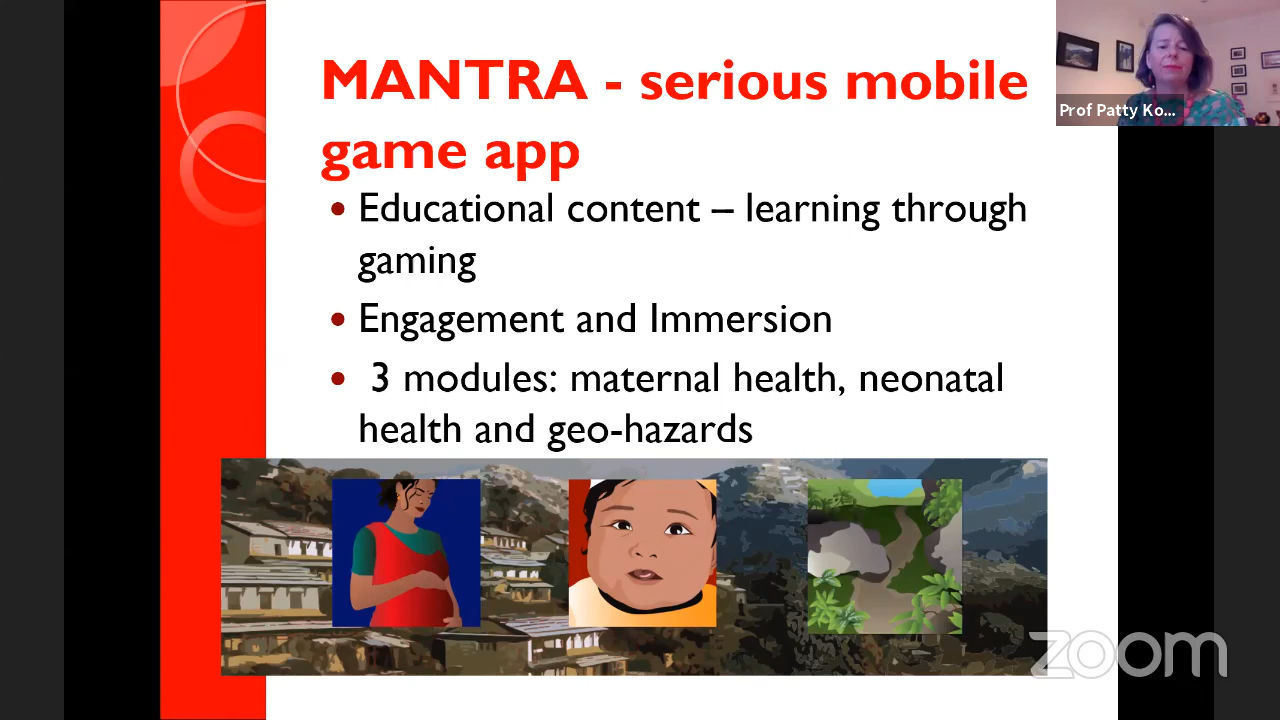 MANTRA - serious mobile
game app
• Educational content – learning through
gaming
• Engagement and Immersion
• 3 modules: maternal health, neonatal
health and geo-hazards
Prof Patty Ko...
zoom